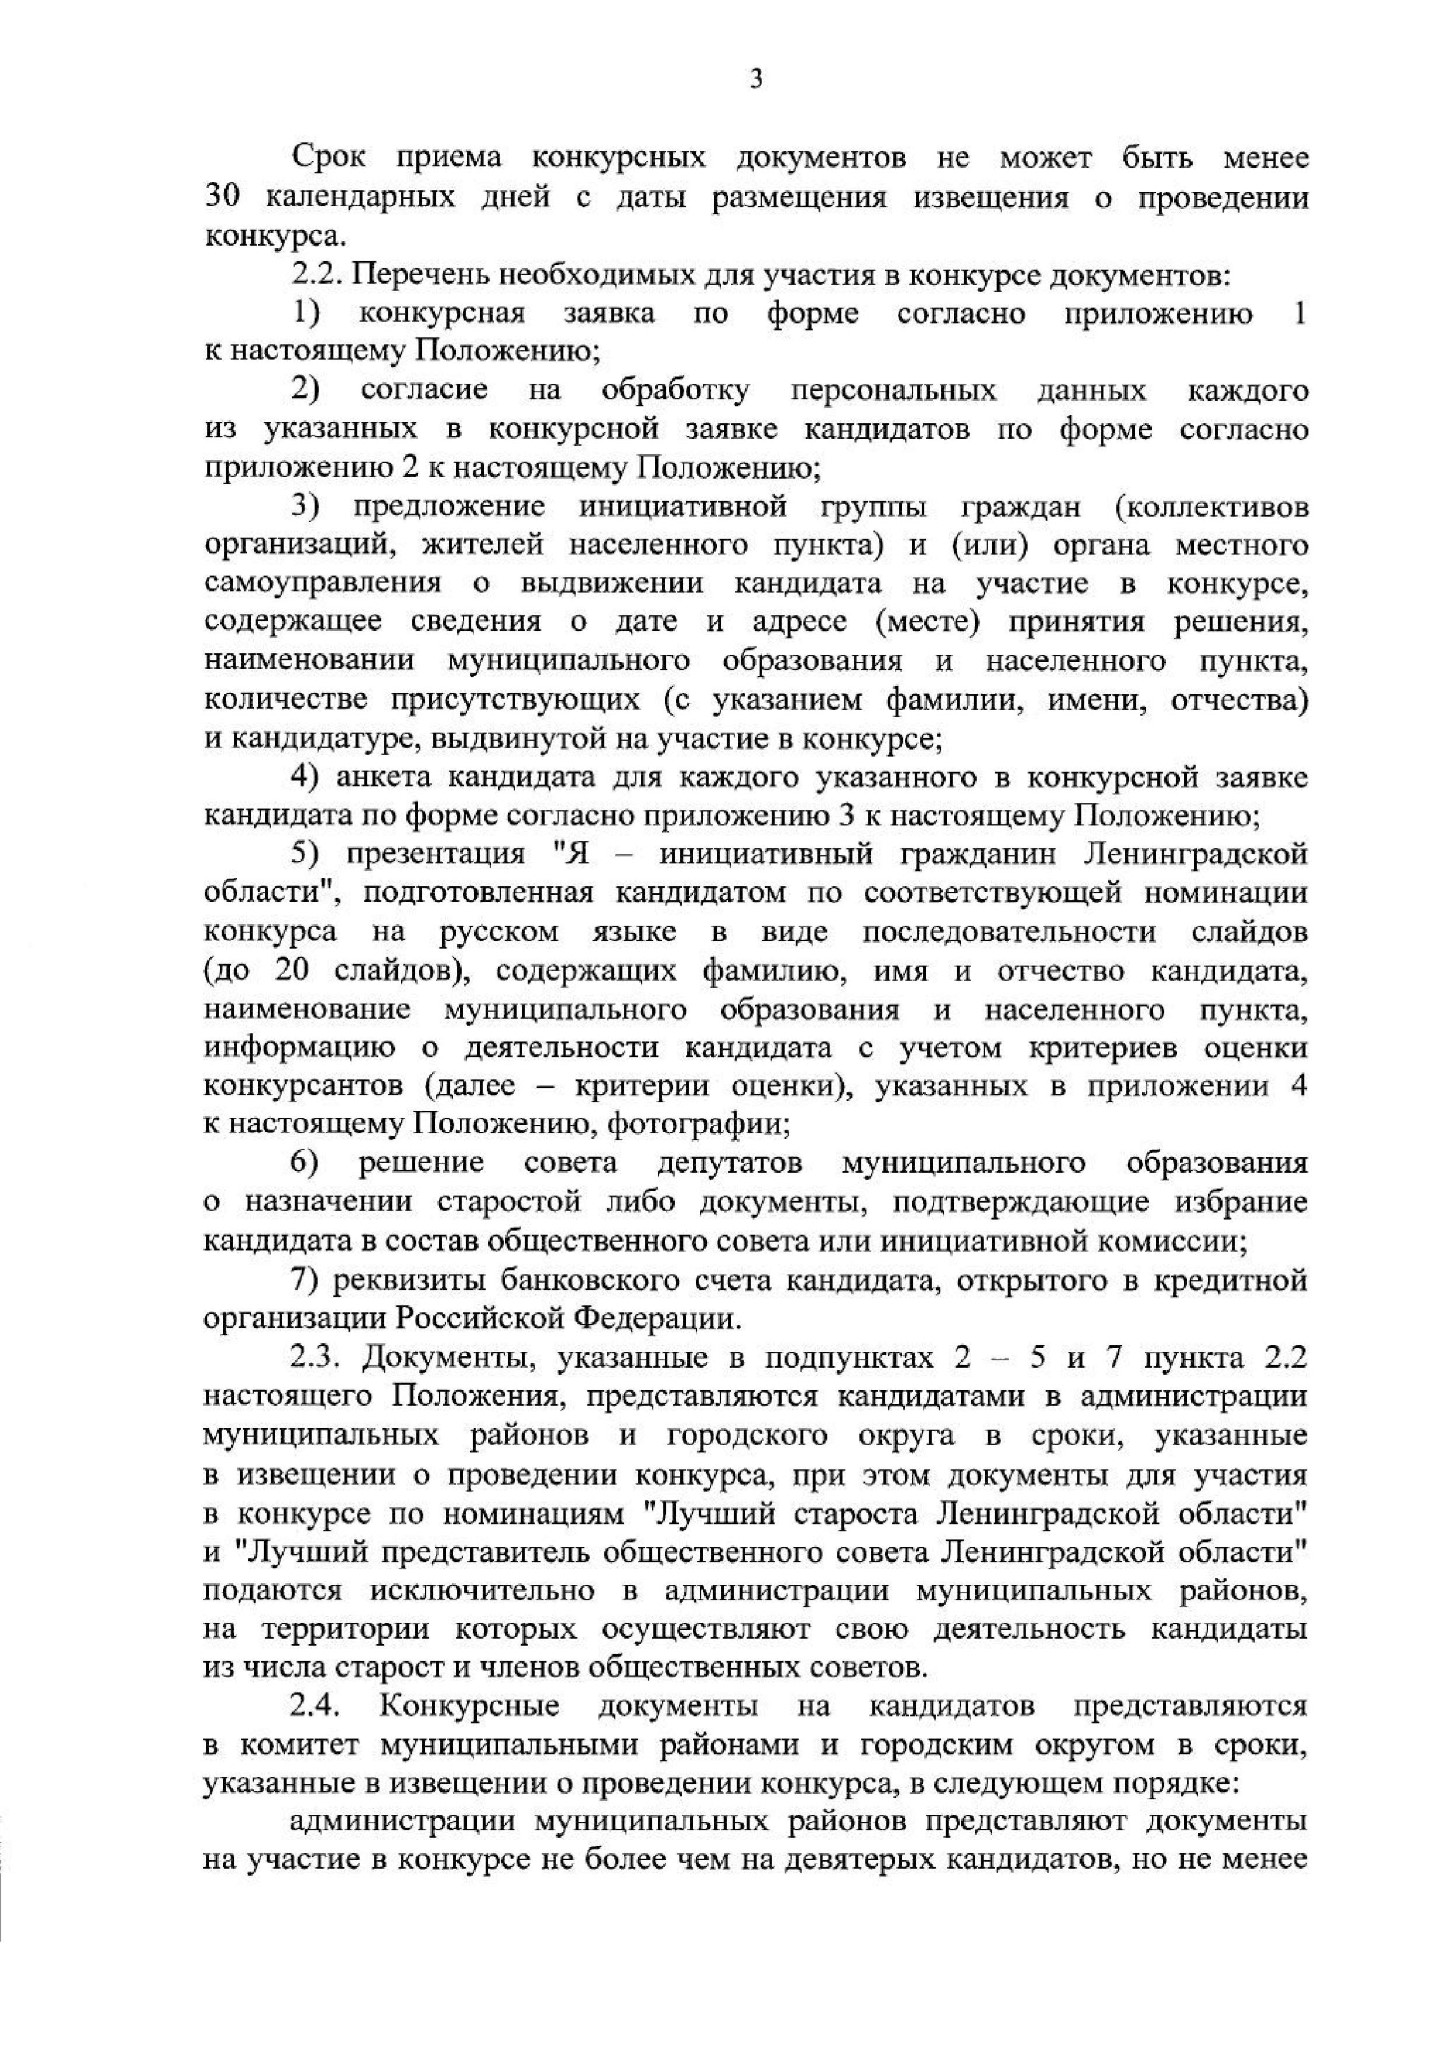 3
Срок приема конкурсных документов не может быть менее
30 календарных дней с даты размещения извещения о проведении
конкурса.
2.2. Перечень необходимых для участия в конкурсе документов:
1) конкурсная заявка по форме согласно приложению 1
к настоящему Положению;
2) согласие на обработку персональных данных каждого
из указанных в конкурсной заявке кандидатов по форме согласно
приложению 2 к настоящему Положению;
3) предложение инициативной группы граждан (коллективов
организаций, жителей населенного пункта) и (или) органа местного
самоуправления о выдвижении кандидата на участие в конкурсе,
содержащее сведения о дате и адресе (месте) принятия решения,
наименовании муниципального образования и населенного пункта,
количестве присутствующих (с указанием фамилии, имени, отчества)
и кандидатуре, выдвинутой на участие в конкурсе;
4) анкета кандидата для каждого указанного в конкурсной заявке
кандидата по форме согласно приложению 3 к настоящему Положению;
5) презентация "Я – инициативный гражданин Ленинградской
области", подготовленная кандидатом по соответствующей номинации
конкурса на русском языке в виде последовательности слайдов
(до 20 слайдов), содержащих фамилию, имя и отчество кандидата,
наименование муниципального образования и населенного пункта,
информацию о деятельности кандидата с учетом критериев оценки
конкурсантов (далее – критерии оценки), указанных в приложении 4
к настоящему Положению, фотографии;
6) решение совета депутатов муниципального образования
о назначении старостой либо документы, подтверждающие избрание
кандидата в состав общественного совета или инициативной комиссии;
7) реквизиты банковского счета кандидата, открытого в кредитной
организации Российской Федерации.
2.3. Документы, указанные в подпунктах 2 – 5 и 7 пункта 2.2
настоящего Положения, представляются кандидатами в администрации
муниципальных районов и городского округа в сроки, указанные
в извещении о проведении конкурса, при этом документы для участия
в конкурсе по номинациям "Лучший староста Ленинградской области"
и "Лучший представитель общественного совета Ленинградской области"
подаются исключительно в администрации муниципальных районов,
на территории которых осуществляют свою деятельность кандидаты
из числа старост и членов общественных советов.
2.4. Конкурсные документы на кандидатов представляются
в комитет муниципальными районами и городским округом в сроки,
указанные в извещении о проведении конкурса, в следующем порядке:
администрации муниципальных районов представляют документы
на участие в конкурсе не более чем на девятерых кандидатов, но не менее